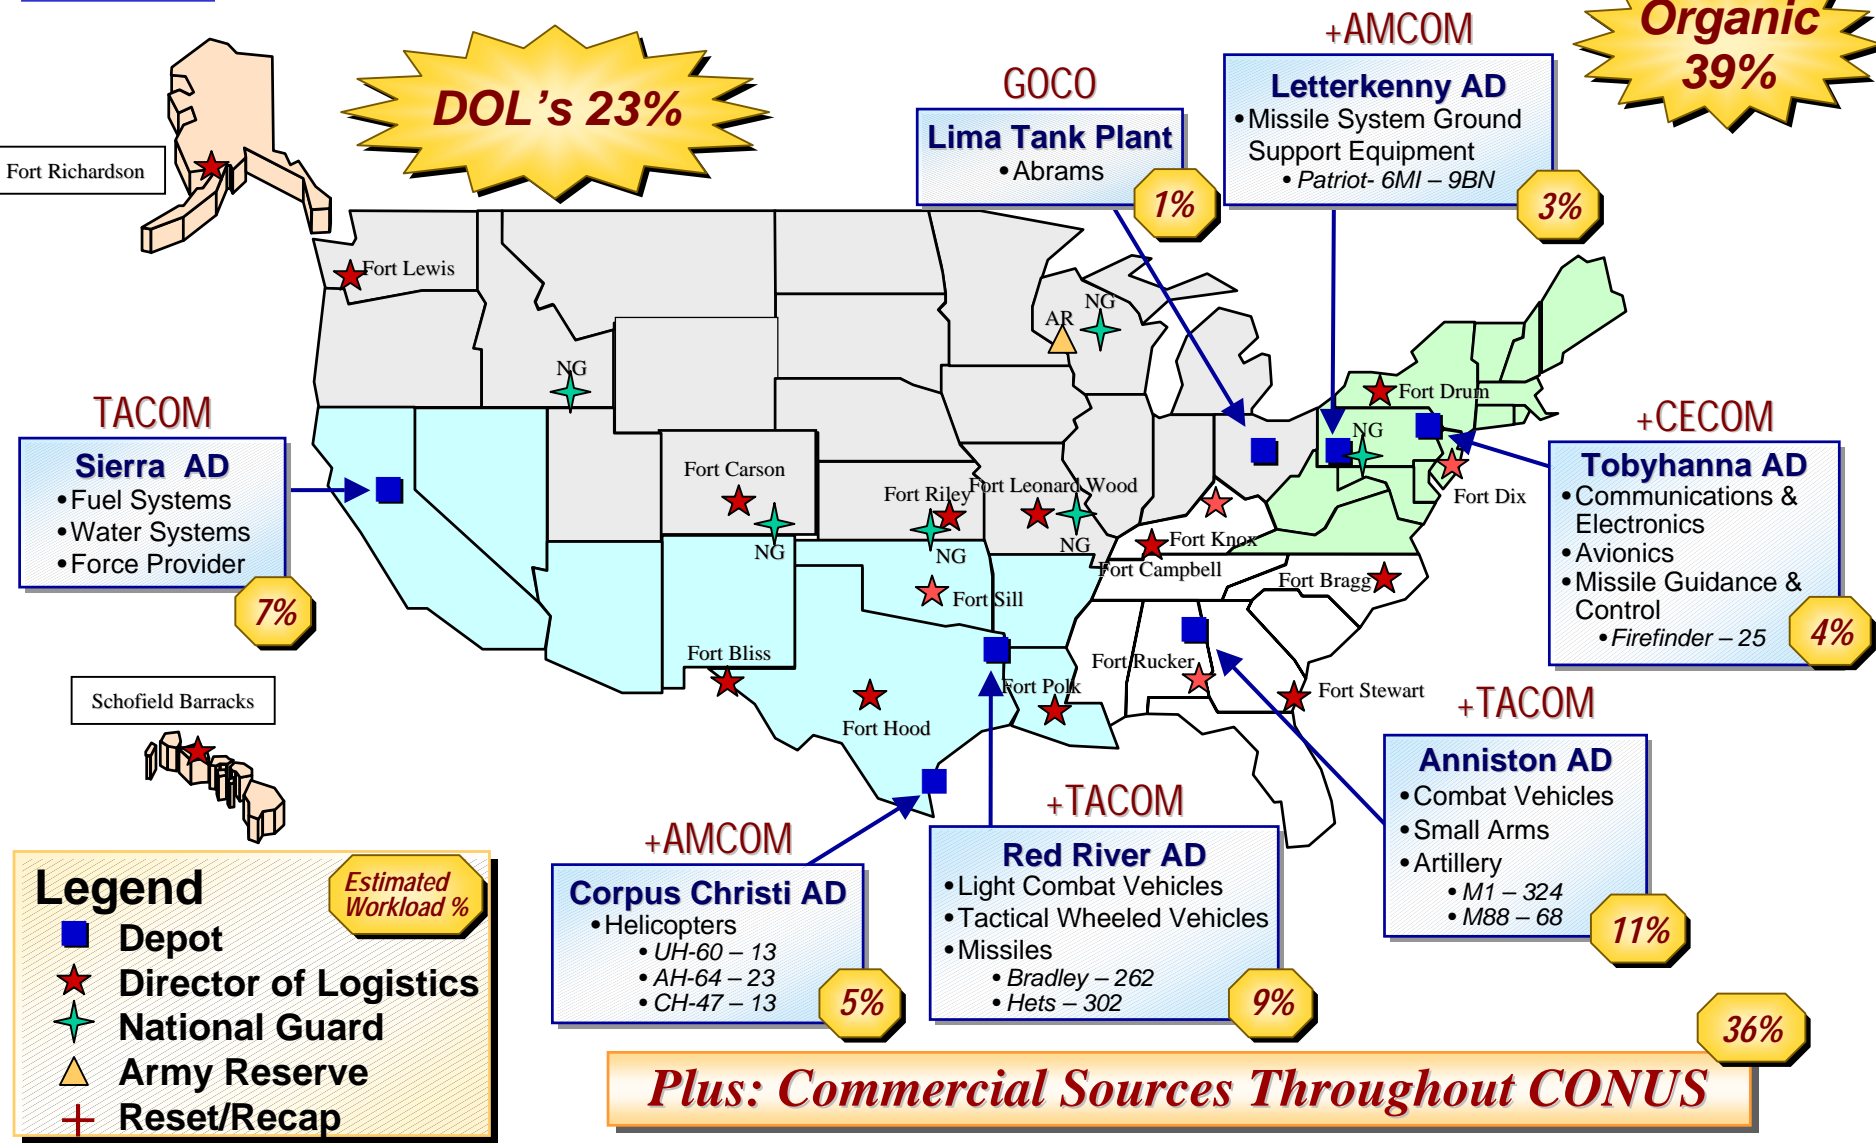 +AMCOM
Organic
39%
DOL's 23%
GOCO
Lima Tank Plant
•Abrams
1%
Letterkenny AD
•Missile System Ground
Support Equipment
• Patriot- 6MI – 9BN
3%
Fort Richardson
Fort Lewis
NG
AR
NG
Fort Drum
NG
TACOM
Sierra AD
•Fuel Systems
•Water Systems
•Force Provider
7%
+CECOM
Tobyhanna AD
•Communications &
Electronics
•Avionics
•Missile Guidance &
Control
•Firefinder – 25
4%
Fort Carson
NG
Fort Riley
NG
Fort Leonard Wood
NG
Fort Dix
Fort Knox
Fort Campbell
Fort Bragg
Fort Sill
Fort Bliss
Fort Rucker
Fort Polk
Fort Stewart
Fort Hood
Schofield Barracks
+TACOM
Anniston AD
•Combat Vehicles
•Small Arms
•Artillery
• M1 – 324
• M88 – 68
11%
+AMCOM
Corpus Christi AD
•Helicopters
• UH-60 – 13
• AH-64 – 23
• CH-47 – 13
5%
+TACOM
Red River AD
•Light Combat Vehicles
•Tactical Wheeled Vehicles
•Missiles
• Bradley – 262
• Hets – 302
9%
Legend
Estimated
Workload %
Depot
Director of Logistics
National Guard
Army Reserve
+ Reset/Recap
36%
Plus: Commercial Sources Throughout CONUS